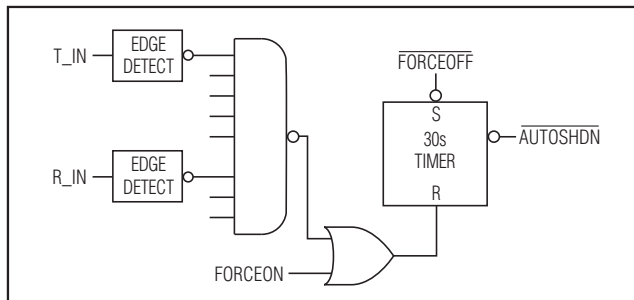 T_IN
EDGE
DETECT
R_IN
EDGE
DETECT
FORCEON
FORCEOFF
S
30s
TIMER
R
AUTOSHDN